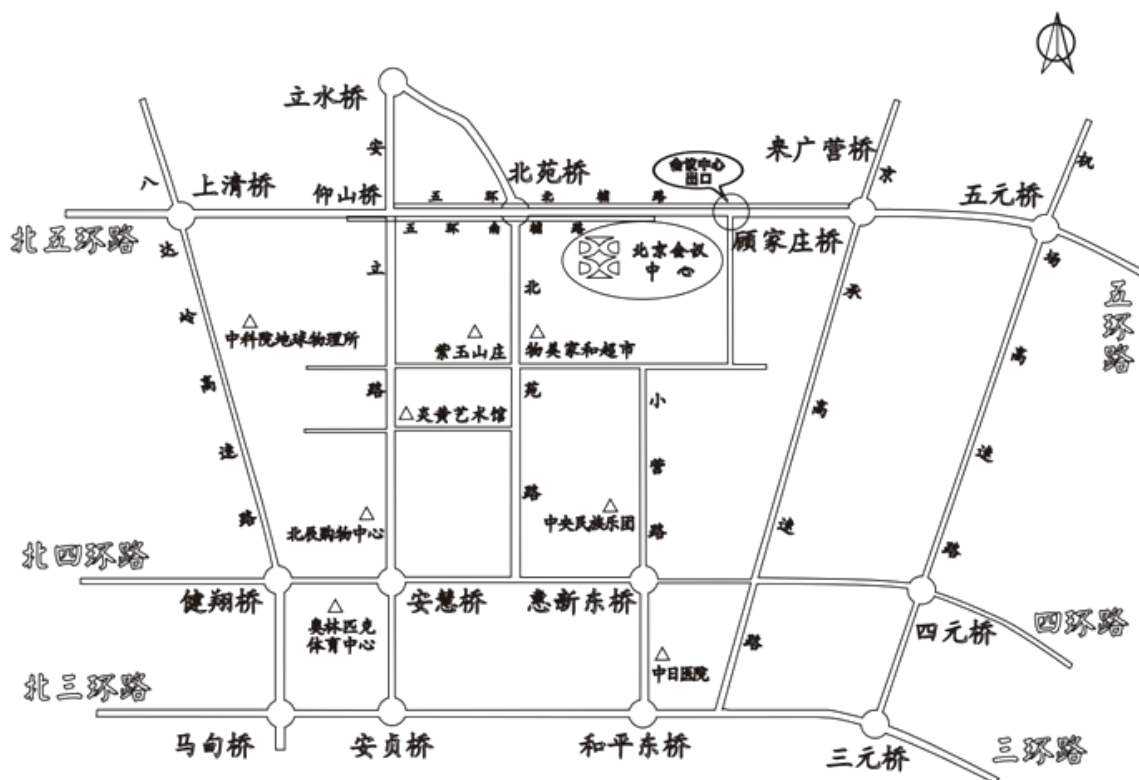 立水桥
安立路
北苑桥
会议中心
出口
来广营桥
京承高速路
机场高速路
八达岭高速路
上清桥
仰山桥
五环北辅路
五元桥
北五环路
五环南辅路
北京会议
中心
顾家庄桥
五环路
北苑路
中科院地球物理所
紫玉山庄
物美家和超市
炎黄艺术馆
小营路
北辰购物中心
中央民族乐团
北四环路
健翔桥
安慧桥
惠新东桥
四元桥
四环路
奥林匹克
体育中心
中日医院
北三环路
马甸桥
安贞桥
和平东桥
三元桥
三环路